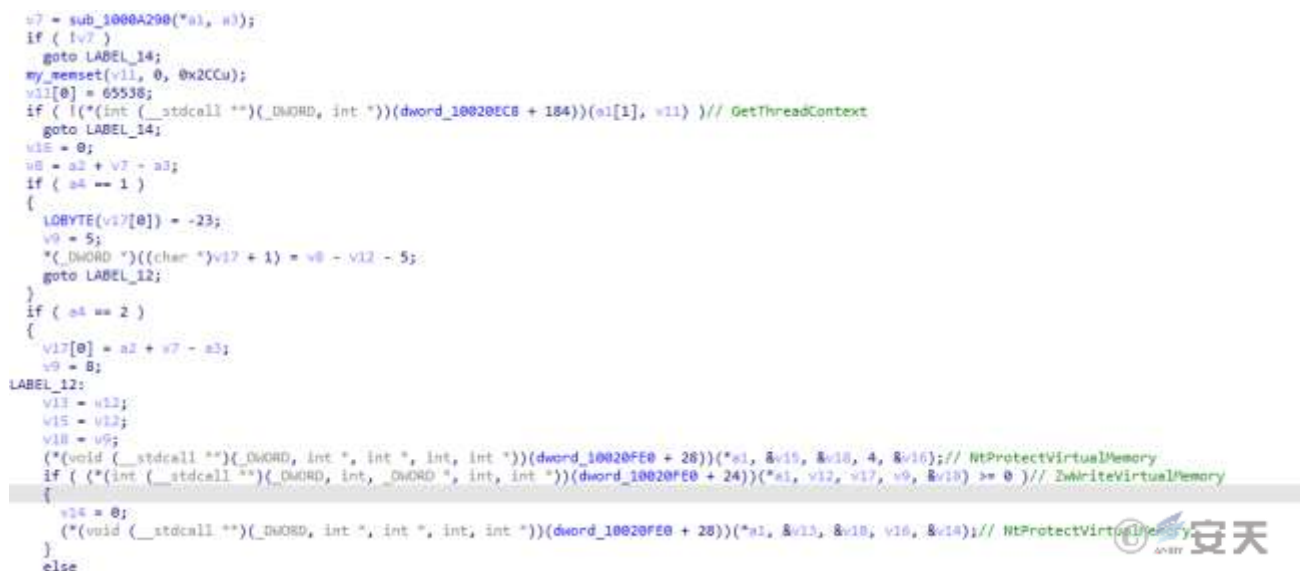 v7 = sub_1000A290(*a1, a3);
if ( !v7 )
goto LABEL_14;
my_memset(v11, 0, 0x2CCu);
v11[0] = 65538;
if ( !(*(int (__stdcall **)(_DWORD, int *))(dword_10020EC8 + 184))(a1[1], v11) )// GetThreadContext
goto LABEL_14;
v16 = 0;
v8 = a2 + v7 - a3;
if ( a4 == 1 )
{
LOBYTE(v17[0]) = -23;
v9 = 5;
*(_DWORD *)((char *)v17 + 1) = v8 - v12 - 5;
goto LABEL_12;
}
if ( a4 == 2 )
{
v17[0] = a2 + v7 - a3;
v9 = 8;
LABEL_12:
v13 = v12;
v15 = v12;
v18 = v9;
(*(void (__stdcall **)(_DWORD, int *, int *, int, int *))(dword_10020FE0 + 28))(*a1, &v15, &v18, 4, &v16);// NtProtectVirtualMemory
if ( (*(int (__stdcall **)(_DWORD, int, _DWORD *, int, int *))(dword_10020FE0 + 24))(*a1, v12, v17, v9, &v18) >= 0 )// ZwWriteVirtualMemory
{
v14 = 0;
(*(void (__stdcall **)(_DWORD, int *, int *, int, int *))(dword_10020FE0 + 28))(*a1, &v13, &v18, v16, &v14);// NtProtectVirtualMemory
}
else
安天